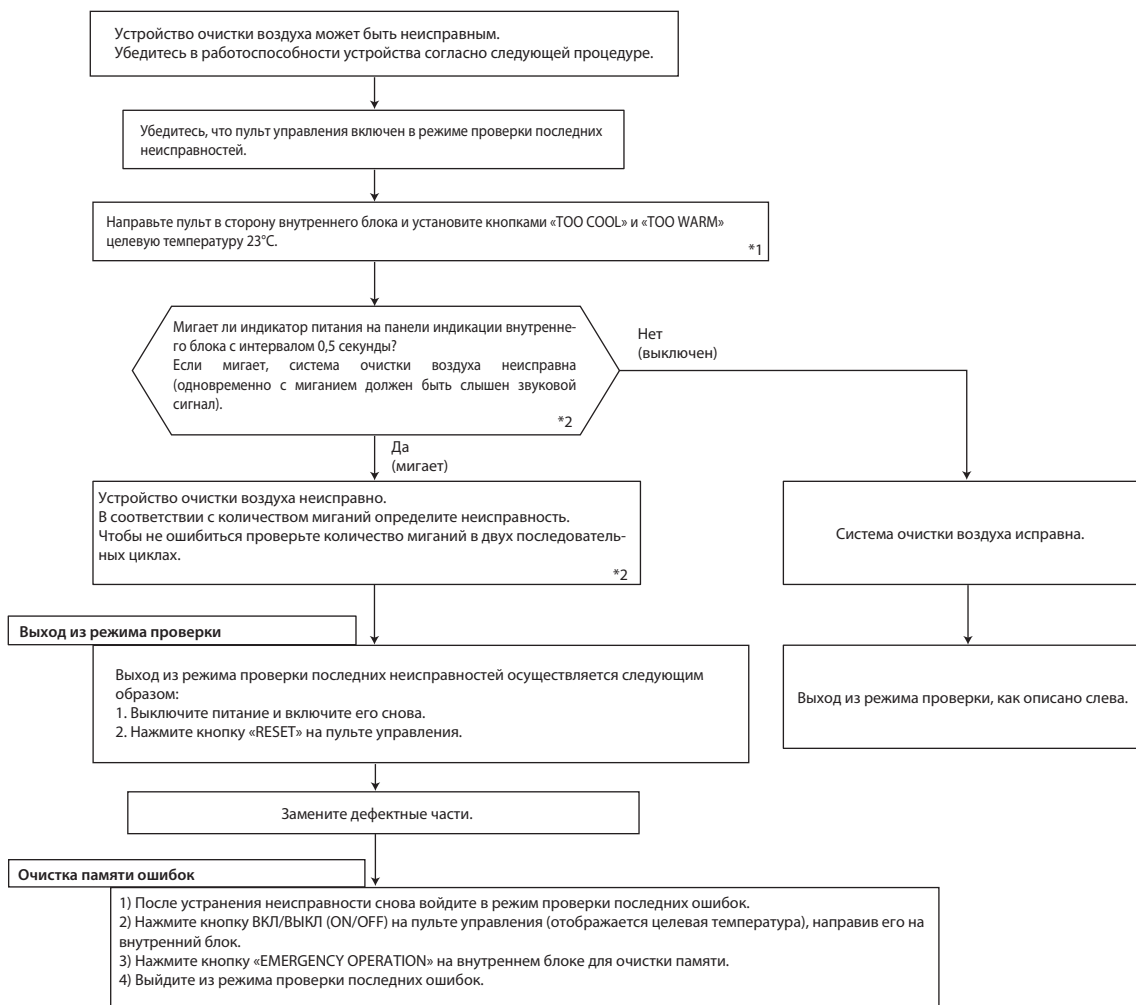 Устройство очистки воздуха может быть неисправным.
Убедитесь в работоспособности устройства согласно следующей процедуре.
Убедитесь, что пульт управления включен в режиме проверки последних
неисправностей.
Направьте пульт в сторону внутреннего блока и установите кнопками «TOO COOL» и «TOO WARM»
целевую температуру 23°C.
*1
Мигает ли индикатор питания на панели индикации внутренне-
го блока с интервалом 0,5 секунды?
Если мигает, система очистки воздуха неисправна
(одновременно с миганием должен быть слышен звуковой
сигнал).
*2
Нет
(выключен)
Да
(мигает)
Устройство очистки воздуха неисправно.
В соответствии с количеством миганий определите неисправность.
Чтобы не ошибиться проверьте количество миганий в двух последователь-
ных циклах.
*2
Система очистки воздуха исправна.
Выход из режима проверки
Выход из режима проверки последних неисправностей осуществляется следующим
образом:
1. Выключите питание и включите его снова.
2. Нажмите кнопку «RESET» на пульте управления.
Выход из режима проверки, как описано слева.
Замените дефектные части.
Очистка памяти ошибок
1) После устранения неисправности снова войдите в режим проверки последних ошибок.
2) Нажмите кнопку ВКЛ/ВЫКЛ (ON/OFF) на пульте управления (отображается целевая температура), направив его на
внутренний блок.
3) Нажмите кнопку «EMERGENCY OPERATION» на внутреннем блоке для очистки памяти.
4) Выйдите из режима проверки последних ошибок.